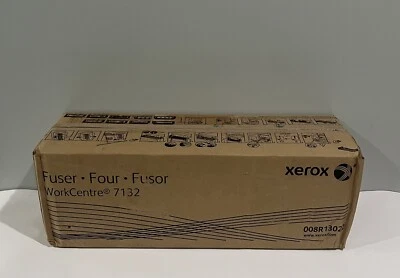 Fuser • Four • Fusor
WorkCentre® 7132
xerox
008R1302